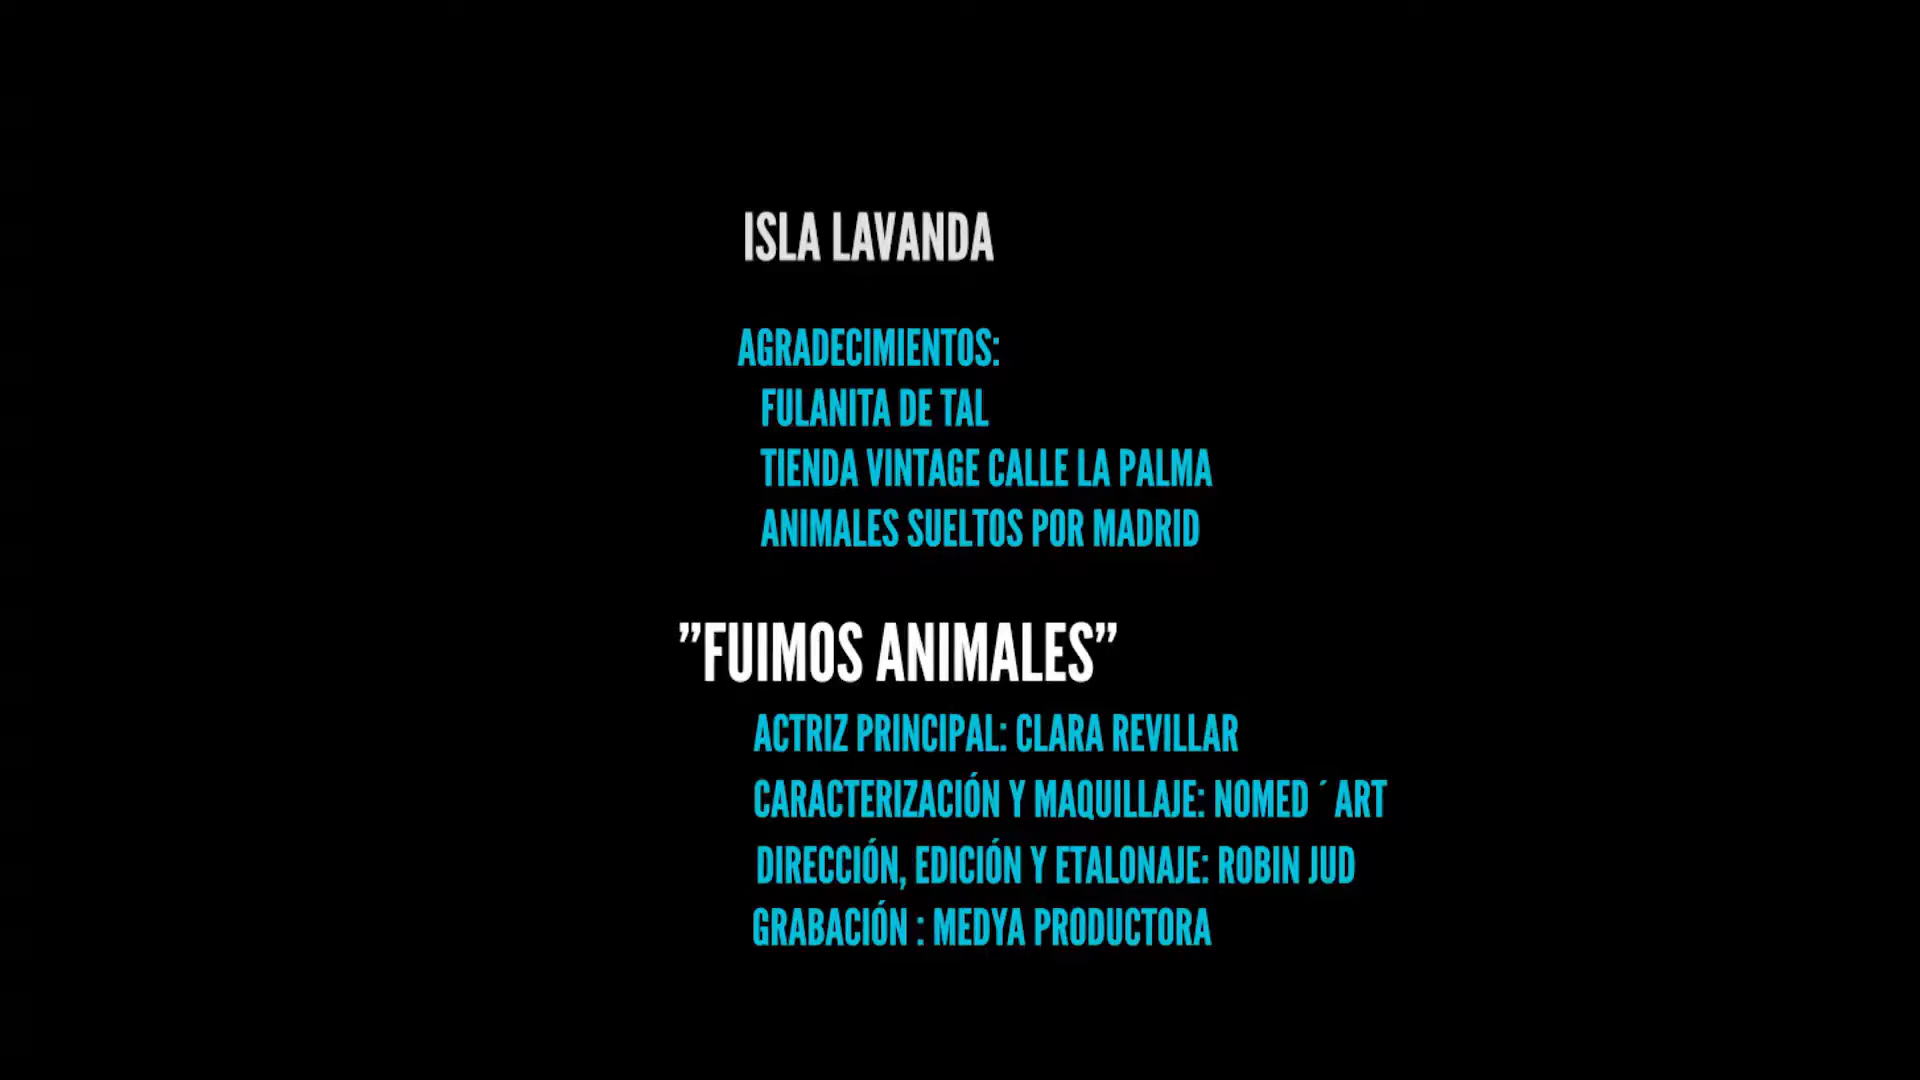 ISLA LAVANDA
AGRADECIMIENTOS:
FULANITA DE TAL
TIENDA VINTAGE CALLE LA PALMA
ANIMALES SUELTOS POR MADRID
”FUIMOS ANIMALES”
ACTRIZ PRINCIPAL: CLARA REVILLAR
CARACTERIZACIÓN Y MAQUILLAJE: NOMED ´ART
DIRECCIÓN, EDICIÓN Y ETALONAJE: ROBIN JUD
GRABACIÓN : MEDYA PRODUCTORA